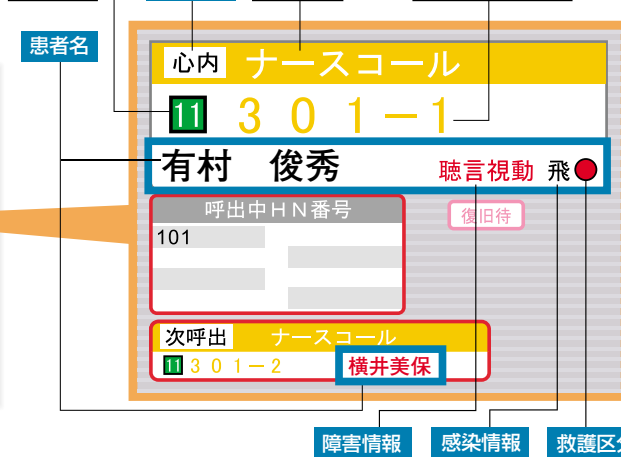 患者名
心内 ナースコール
11 301-1
有村 俊秀 聴言視動 飛
呼出中HN番号
復旧待
101
次呼出 ナースコール
11 301-2 横井美保
障害情報 感染情報 救護区分